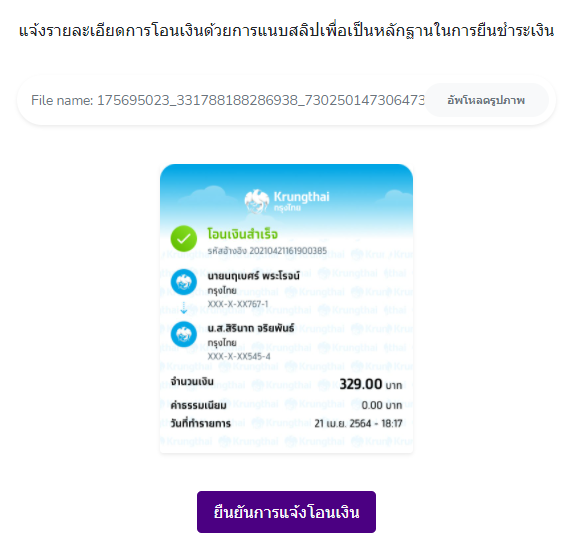 แจ้งรายละเอียดการโอนเงินด้วยการแนบสลิปเพื่อเป็นหลักฐานในการยืนชำระเงิน
File name: 175695023_331788188286938_730250147306473
อัพโหลดรูปภาพ
Krungthai
กรุงไทย
โอนเงินสำเร็จ
รหัสอ้างอิง 20210421161900385
นายนฤเบศร์ พระโรจน์
กรุงไทย
XXX-X-XX767-1
น.ส.สิรินาถ จริยพันธ์
กรุงไทย
XXX-X-XX545-4
จำนวนเงิน 329.00 บาท
ค่าธรรมเนียม 0.00 บาท
วันที่ทำรายการ 21 เม.ย. 2564 - 18:17
ยืนยันการแจ้งโอนเงิน